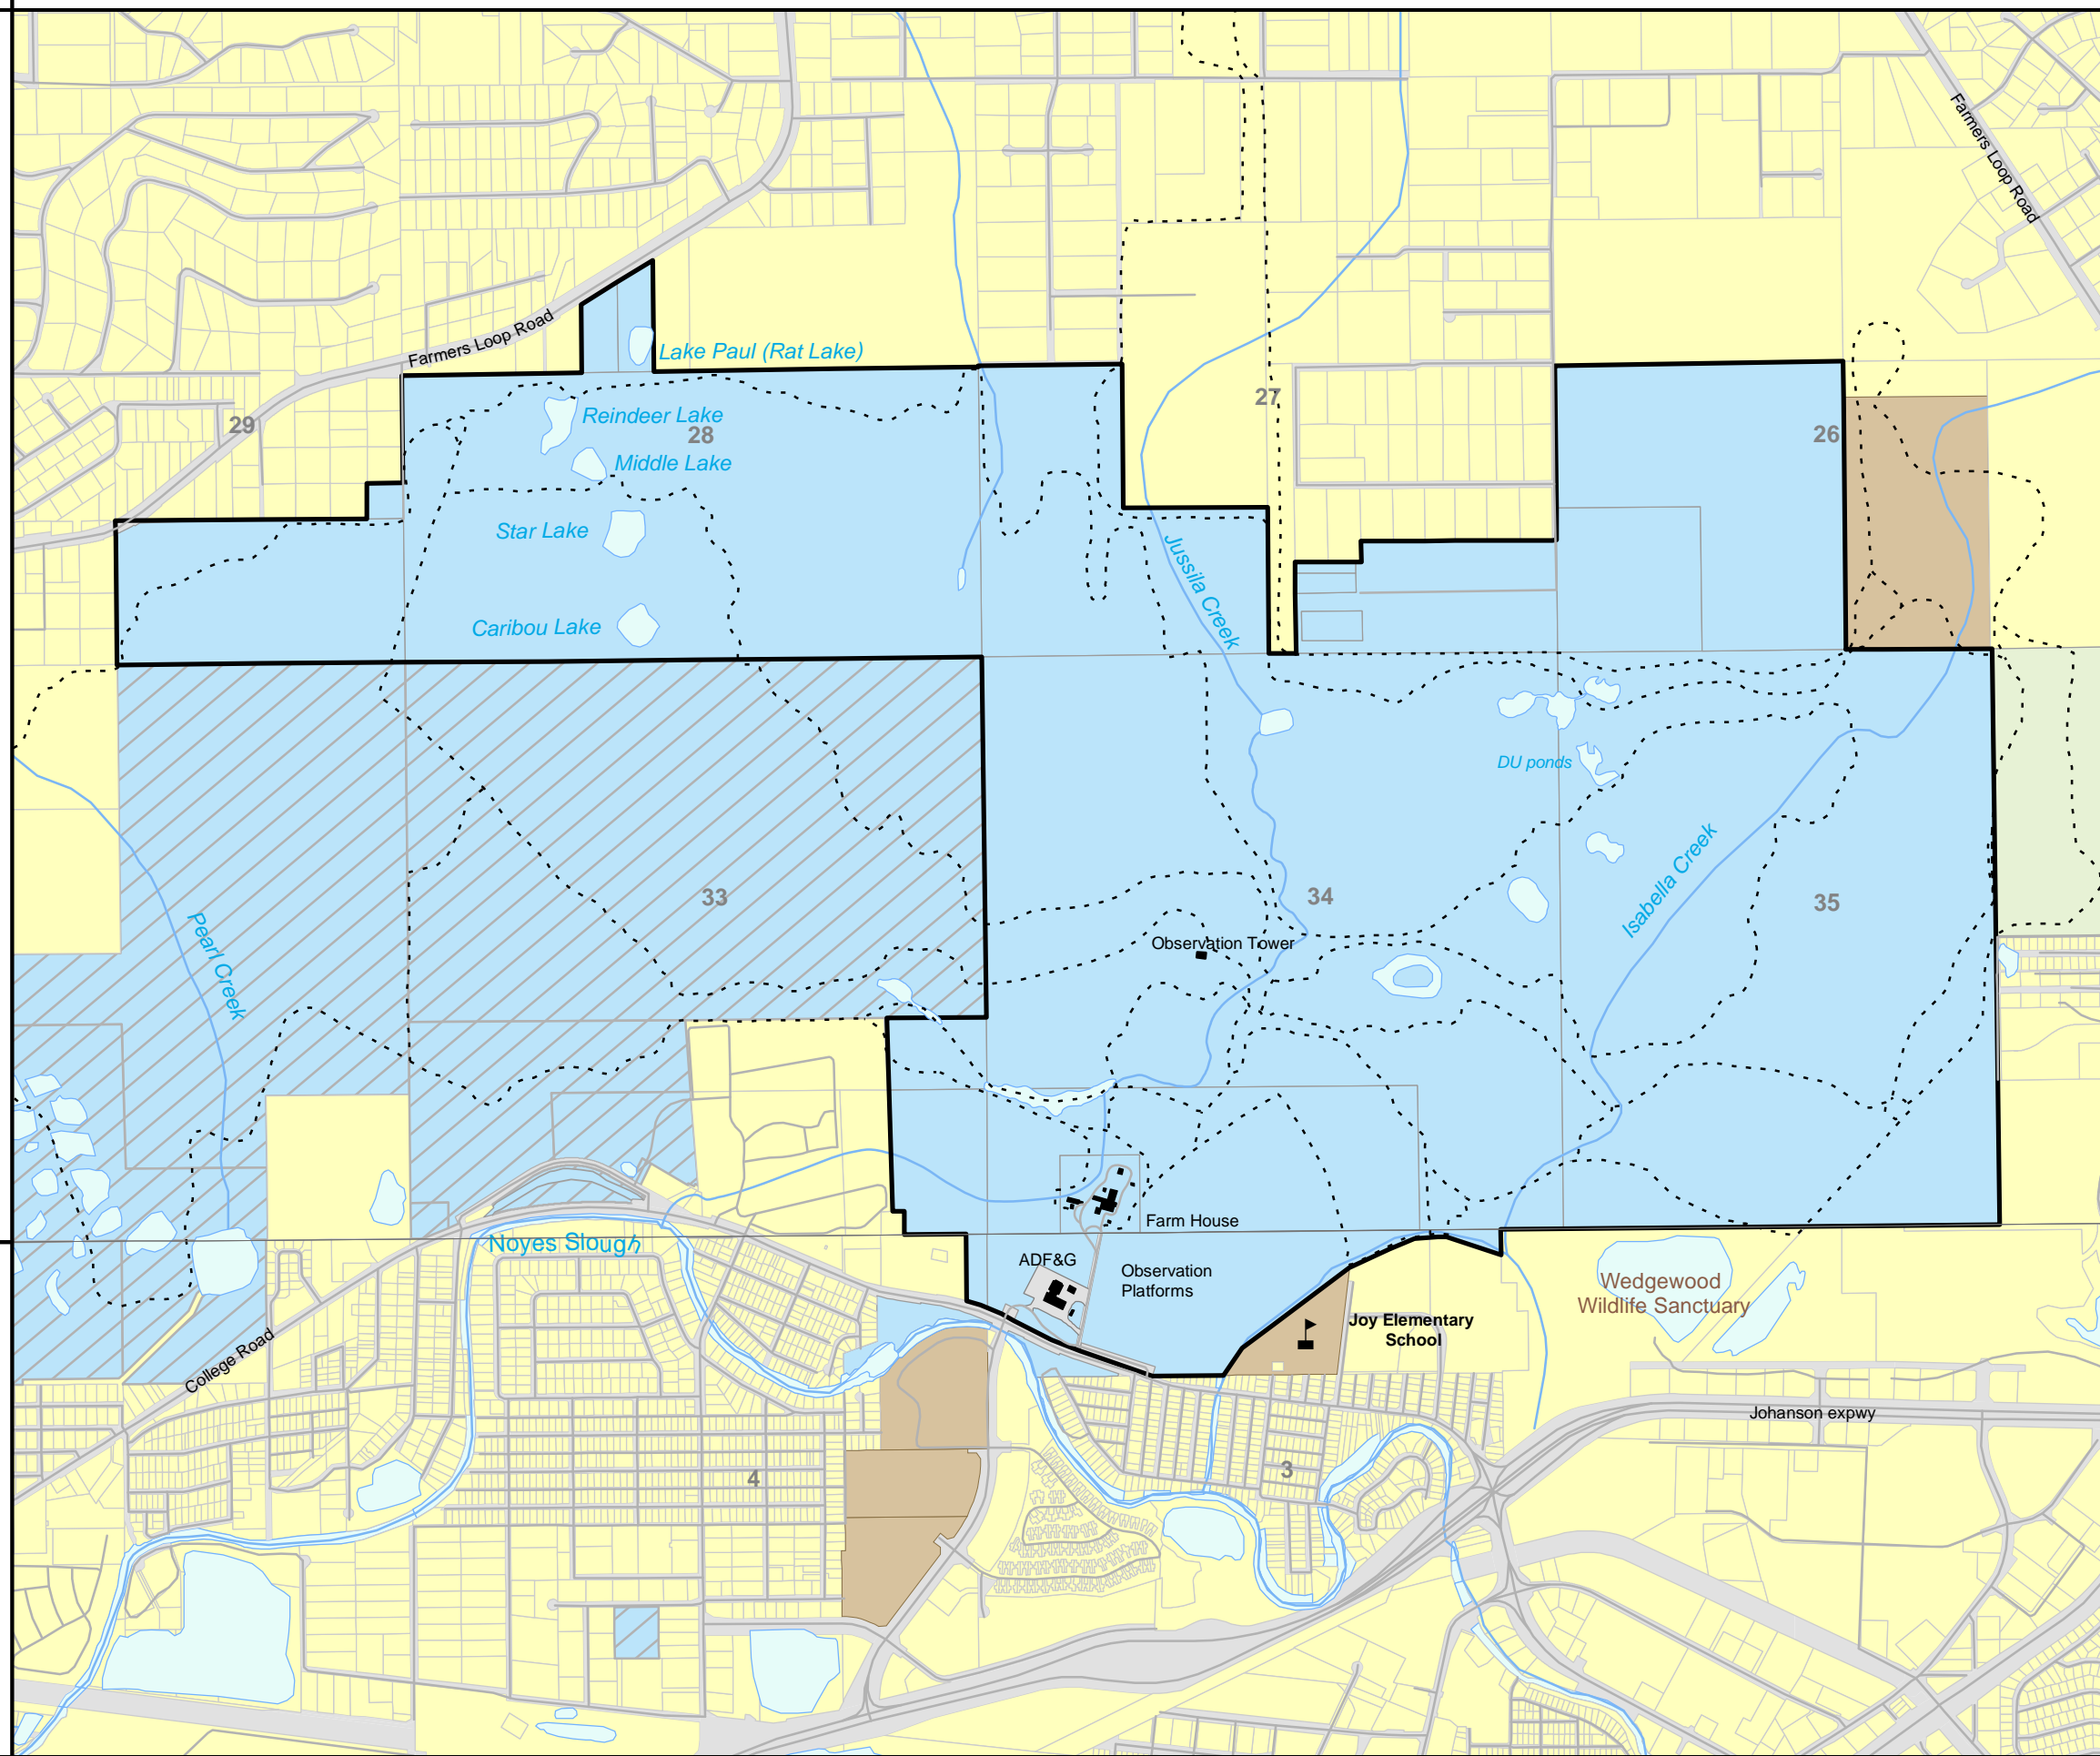 Farmers Loop Road
Farmers Loop Road
Lake Paul (Rat Lake)
27
29
Reindeer Lake
28
26
Middle Lake
Star Lake
Jussila Creek
Caribou Lake
DU ponds
Isabella Creek
33
34
35
Pearl Creek
Observation Tower
Farm House
Noyes Slough
ADF&G
Observation
Platforms
Wedgewood
Wildlife Sanctuary
Joy Elementary
School
College Road
Johanson expwy
4
3